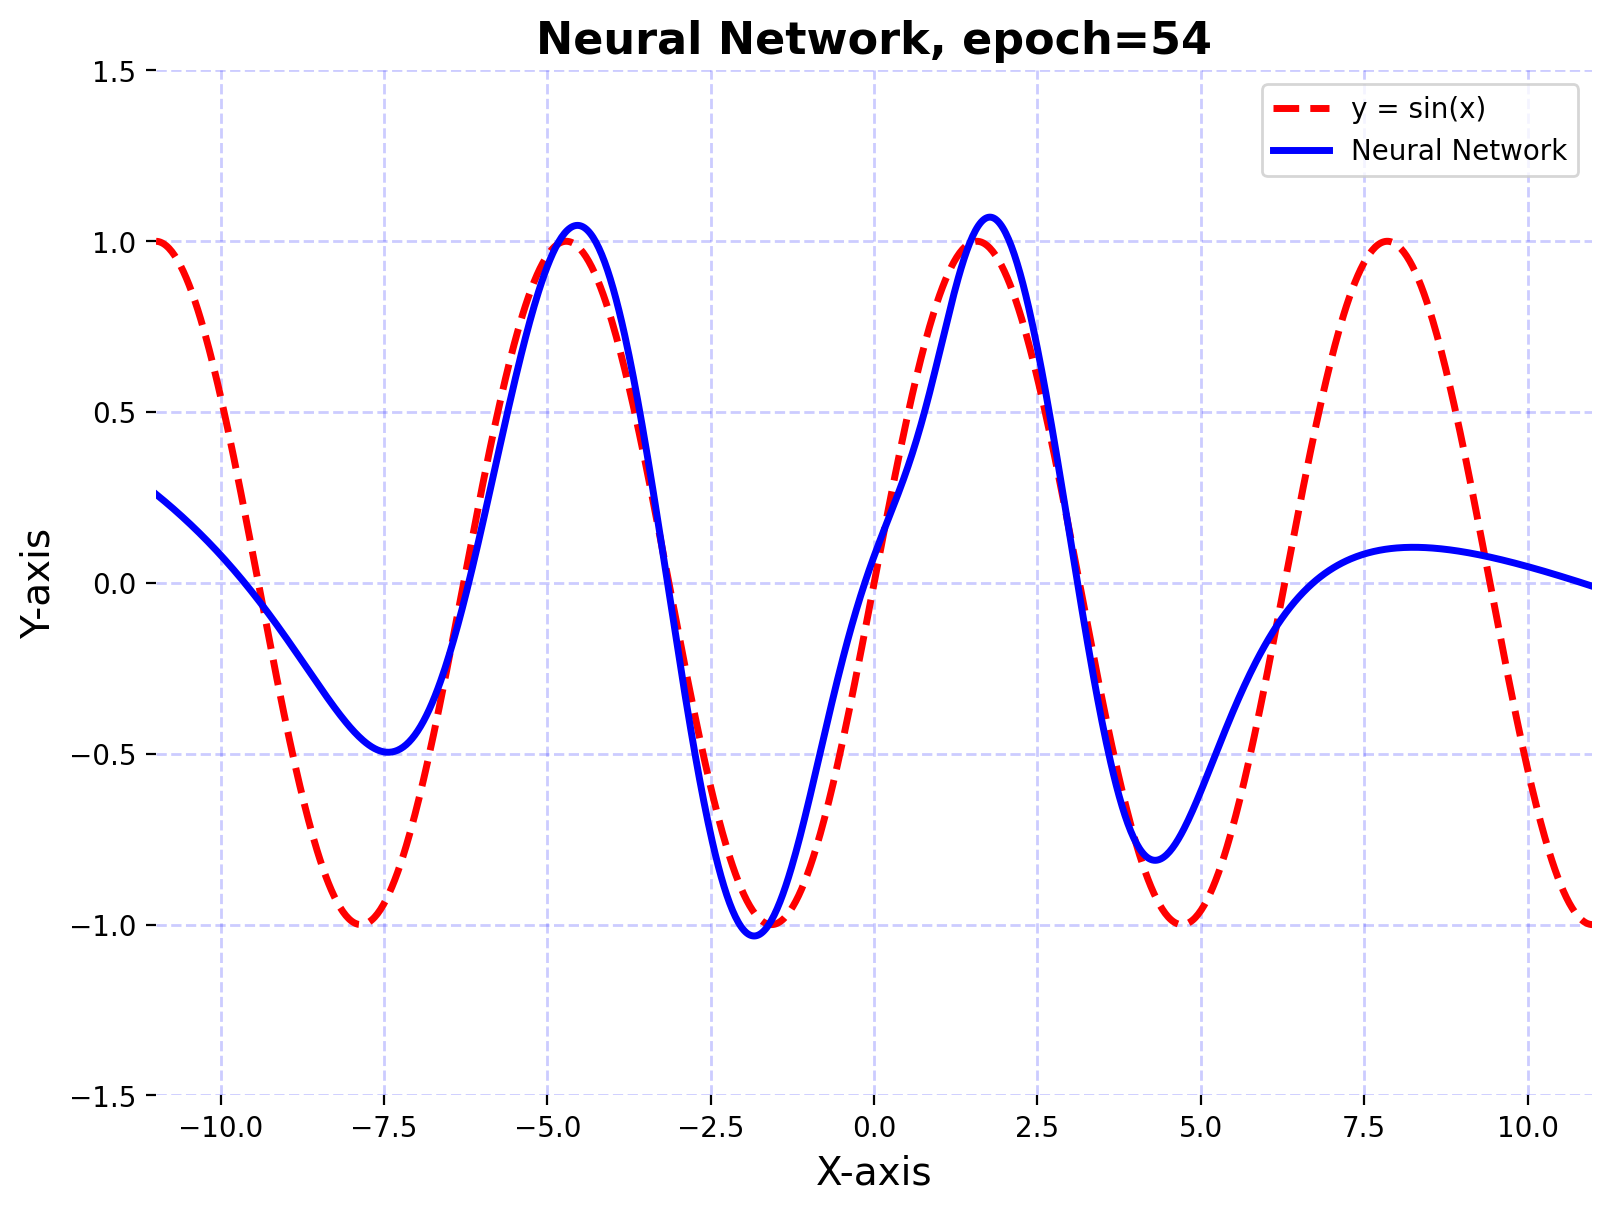 Neural Network, epoch=54
y = sin(x)
Neural Network
Y-axis
1.5
1.0
0.5
0.0
−0.5
−1.0
−1.5
−10.0 −7.5 −5.0 −2.5 0.0 2.5 5.0 7.5 10.0
X-axis